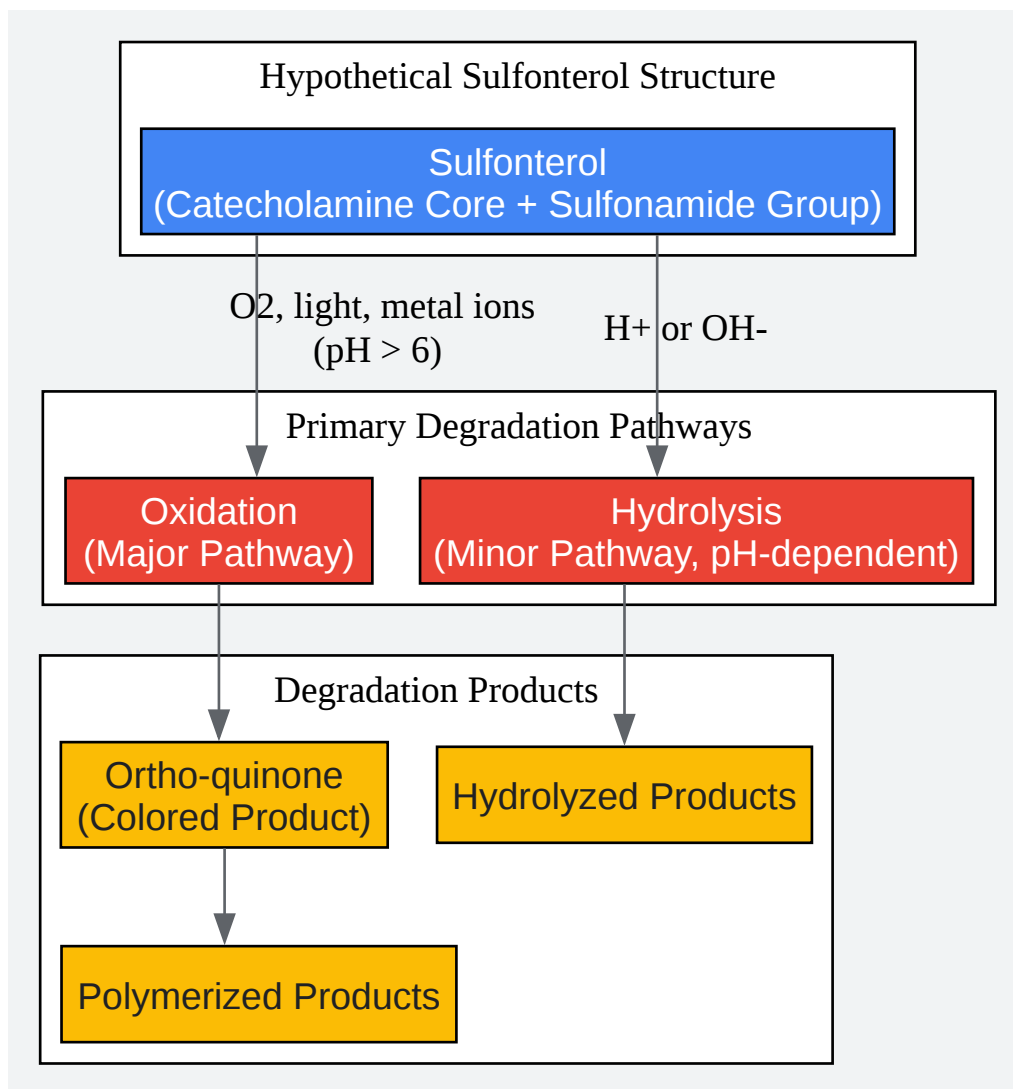 Hypothetical Sulfonterol Structure
Sulfonterol
(Catecholamine Core + Sulfonamide Group)
O2, light, metal ions
(pH > 6)
H+ or OH-
Primary Degradation Pathways
Oxidation
(Major Pathway)
Hydrolysis
(Minor Pathway, pH-dependent)
Degradation Products
Ortho-quinone
(Colored Product)
Hydrolyzed Products
Polymerized Products